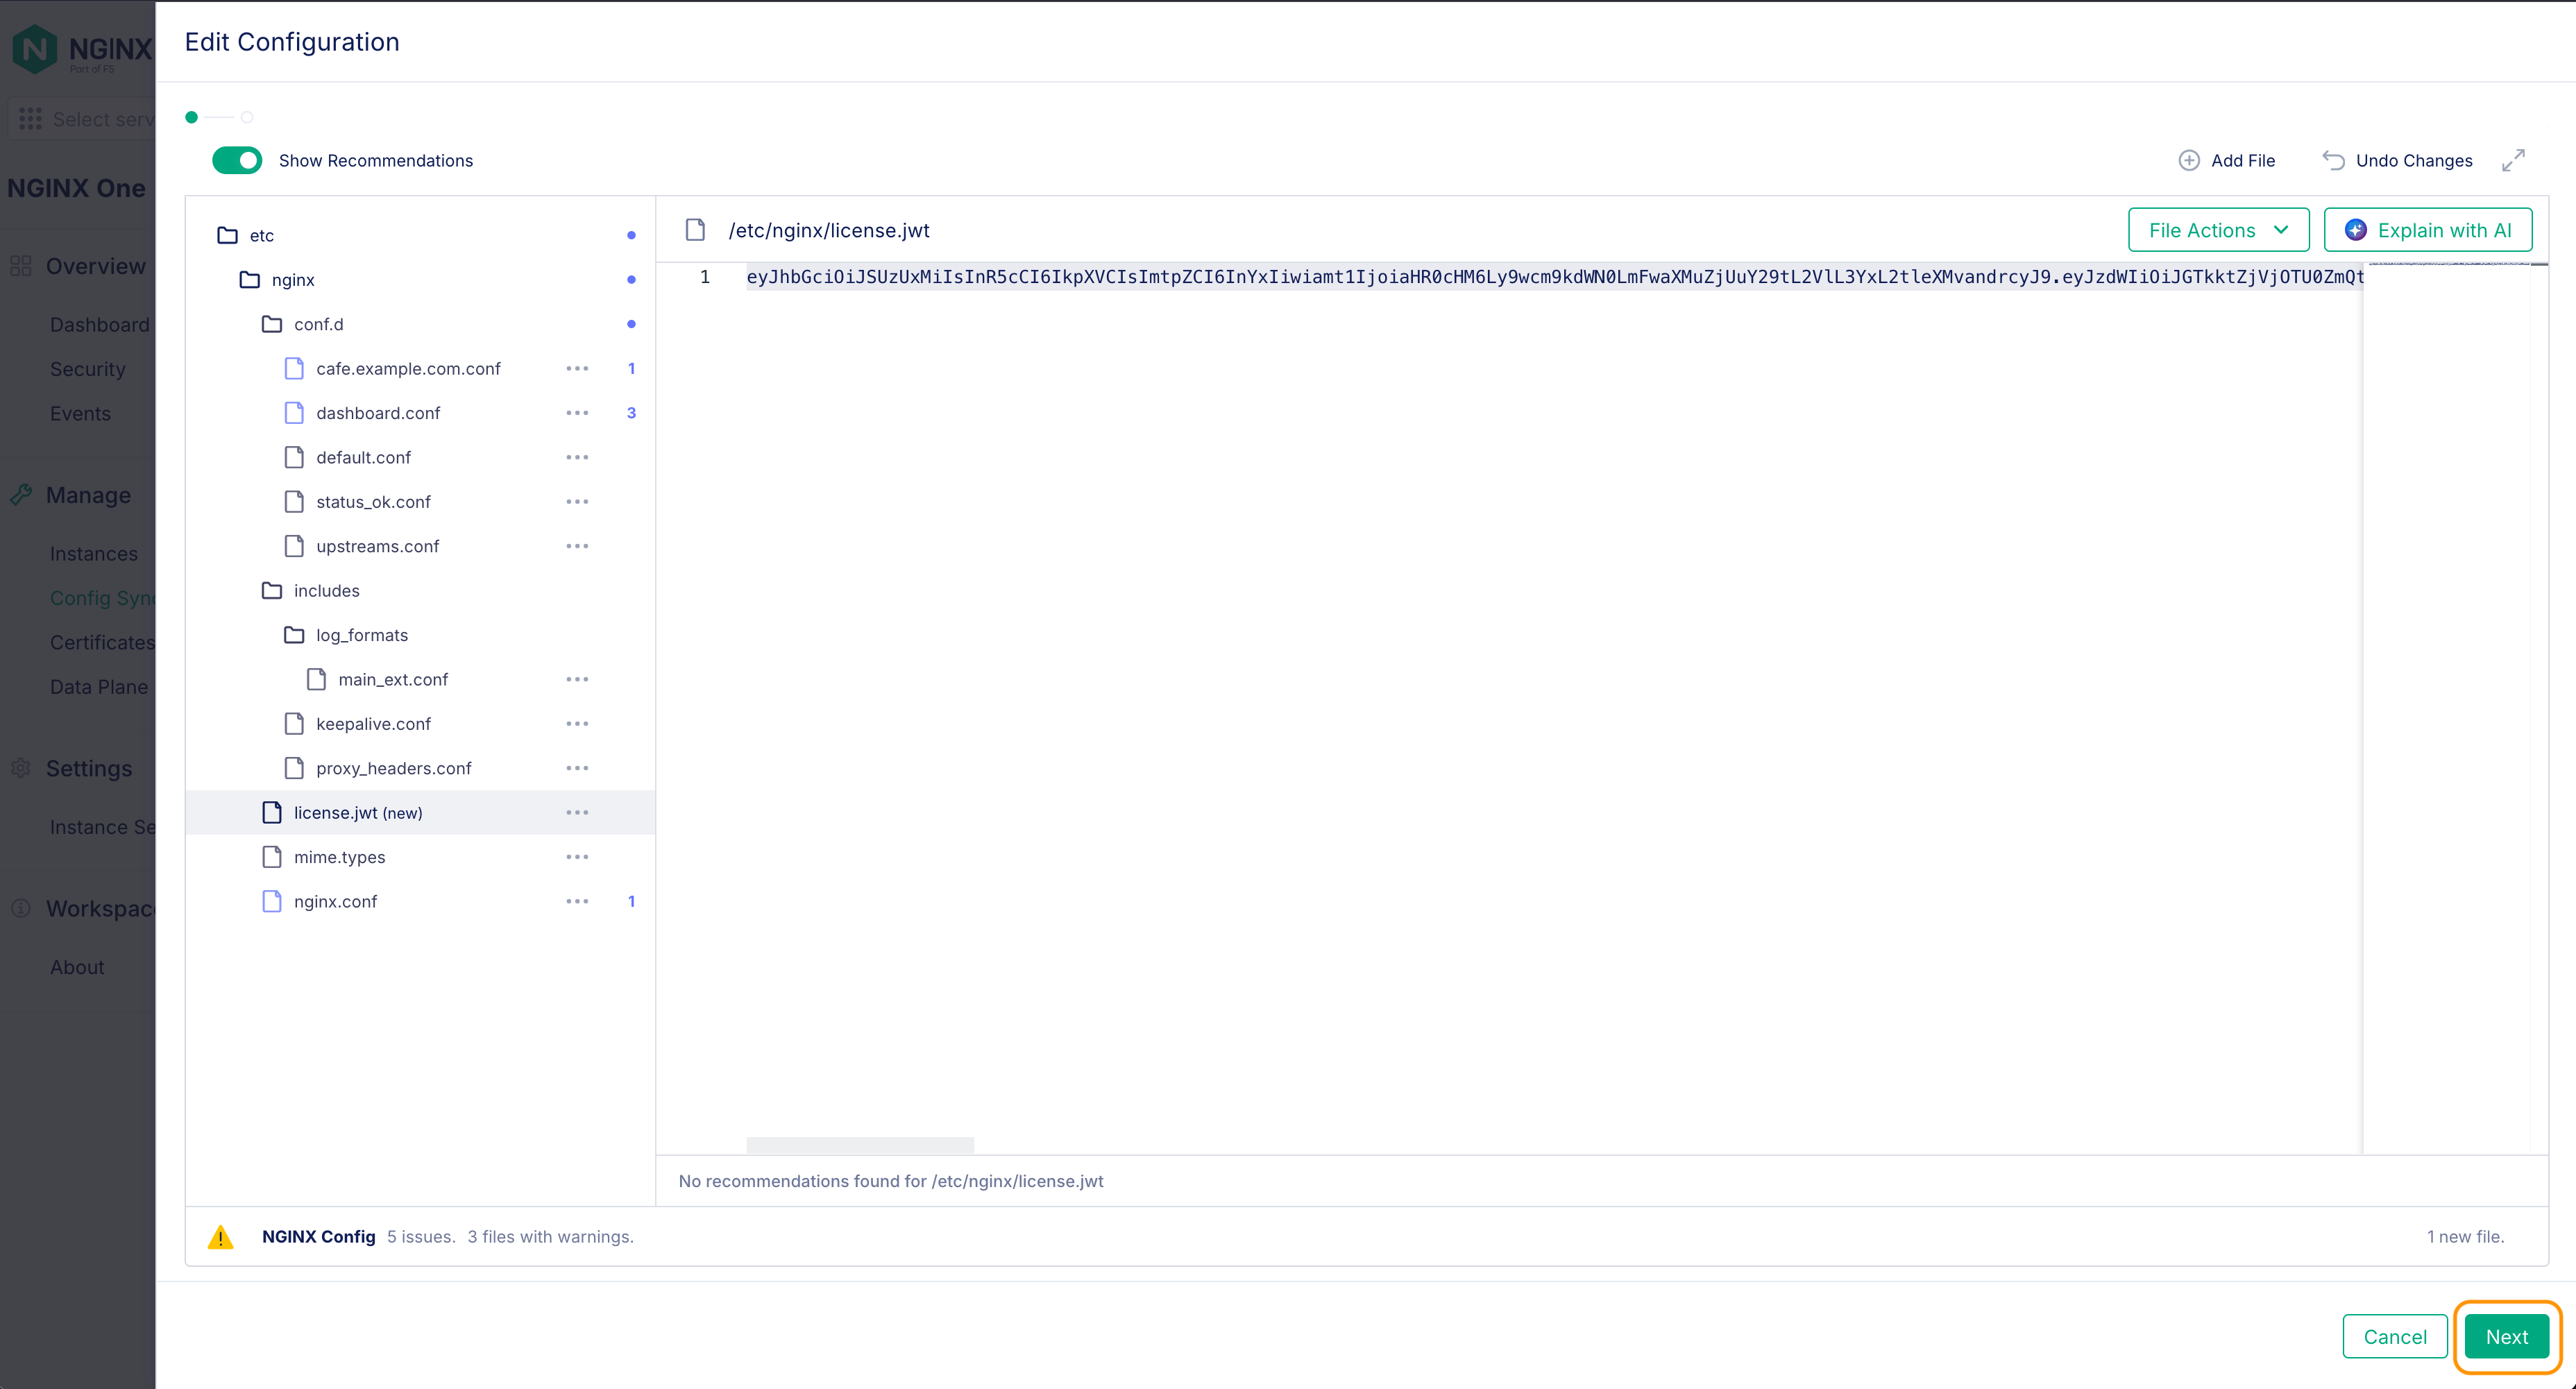 NGINX
Part of F5
Select serv
NGINX One
Overview
Dashboard
Security
Events
Manage
Instances
Config Sync
Certificates
Data Plane
Settings
Instance Se
Workspac
About
Edit Configuration
Show Recommendations
Add File
Undo Changes
etc
nginx
conf.d
cafe.example.com.conf 1
dashboard.conf 3
default.conf
status_ok.conf
upstreams.conf
includes
log_formats
main_ext.conf
keepalive.conf
proxy_headers.conf
license.jwt (new)
mime.types
nginx.conf 1
/etc/nginx/license.jwt
File Actions
Explain with AI
1 eyJhbGciOiJSUzUxMiIsInR5cCI6IkpXVCIsImtpZCI6InYxIiwiamt1IjoiaHR0cHM6Ly9wcm9kdWN0LmFwaXMuZjUuY29tL2VlL3YxL2tleXMvandrcyJ9.eyJzdWIiOiJGTkktZjVjOTU0ZmQt
No recommendations found for /etc/nginx/license.jwt
NGINX Config 5 issues. 3 files with warnings.
1 new file.
Cancel
Next